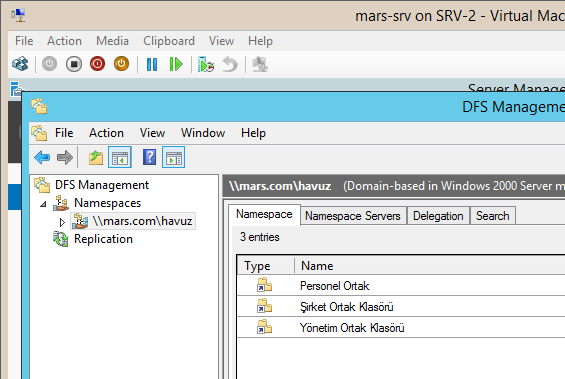 mars-srv on SRV-2 - Virtual Mac
File Action Media Clipboard View Help
Server Manage
DFS Manageme
File Action View Window Help
DFS Management
Namespaces
\\mars.com\havuz
Replication
\\mars.com\havuz (Domain-based in Windows 2000 Server m
Namespace Namespace Servers Delegation Search
3 entries
Type Name
Personel Ortak
Şirket Ortak Klasörü
Yönetim Ortak Klasörü